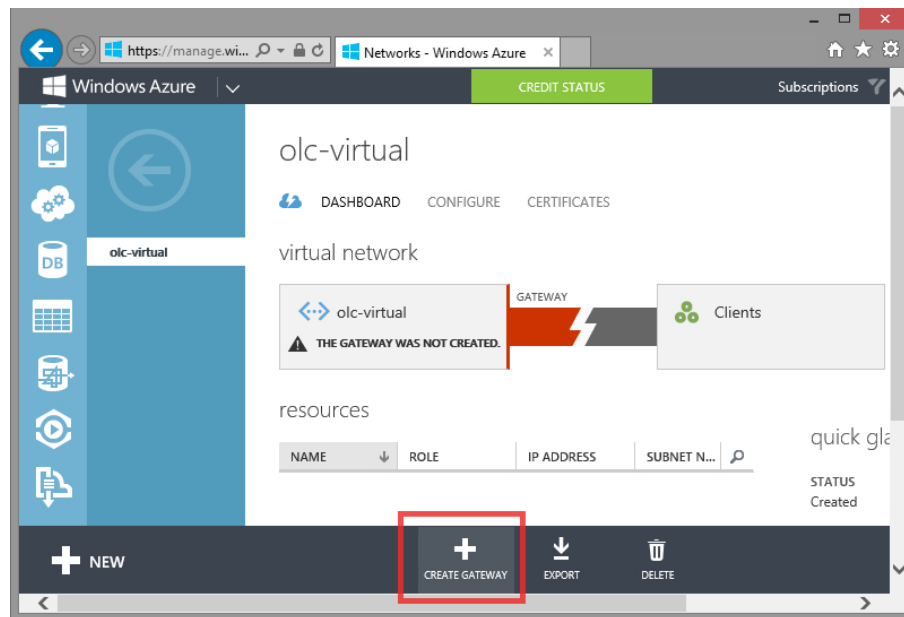 https://manage.wi...
Networks - Windows Azure
Windows Azure
CREDIT STATUS
Subscriptions
olc-virtual
DASHBOARD CONFIGURE CERTIFICATES
DB
olc-virtual
virtual network
olc-virtual
GATEWAY
Clients
THE GATEWAY WAS NOT CREATED.
resources
quick gla
NAME ROLE IP ADDRESS SUBNET N...
STATUS
Created
NEW
CREATE GATEWAY
EXPORT
DELETE